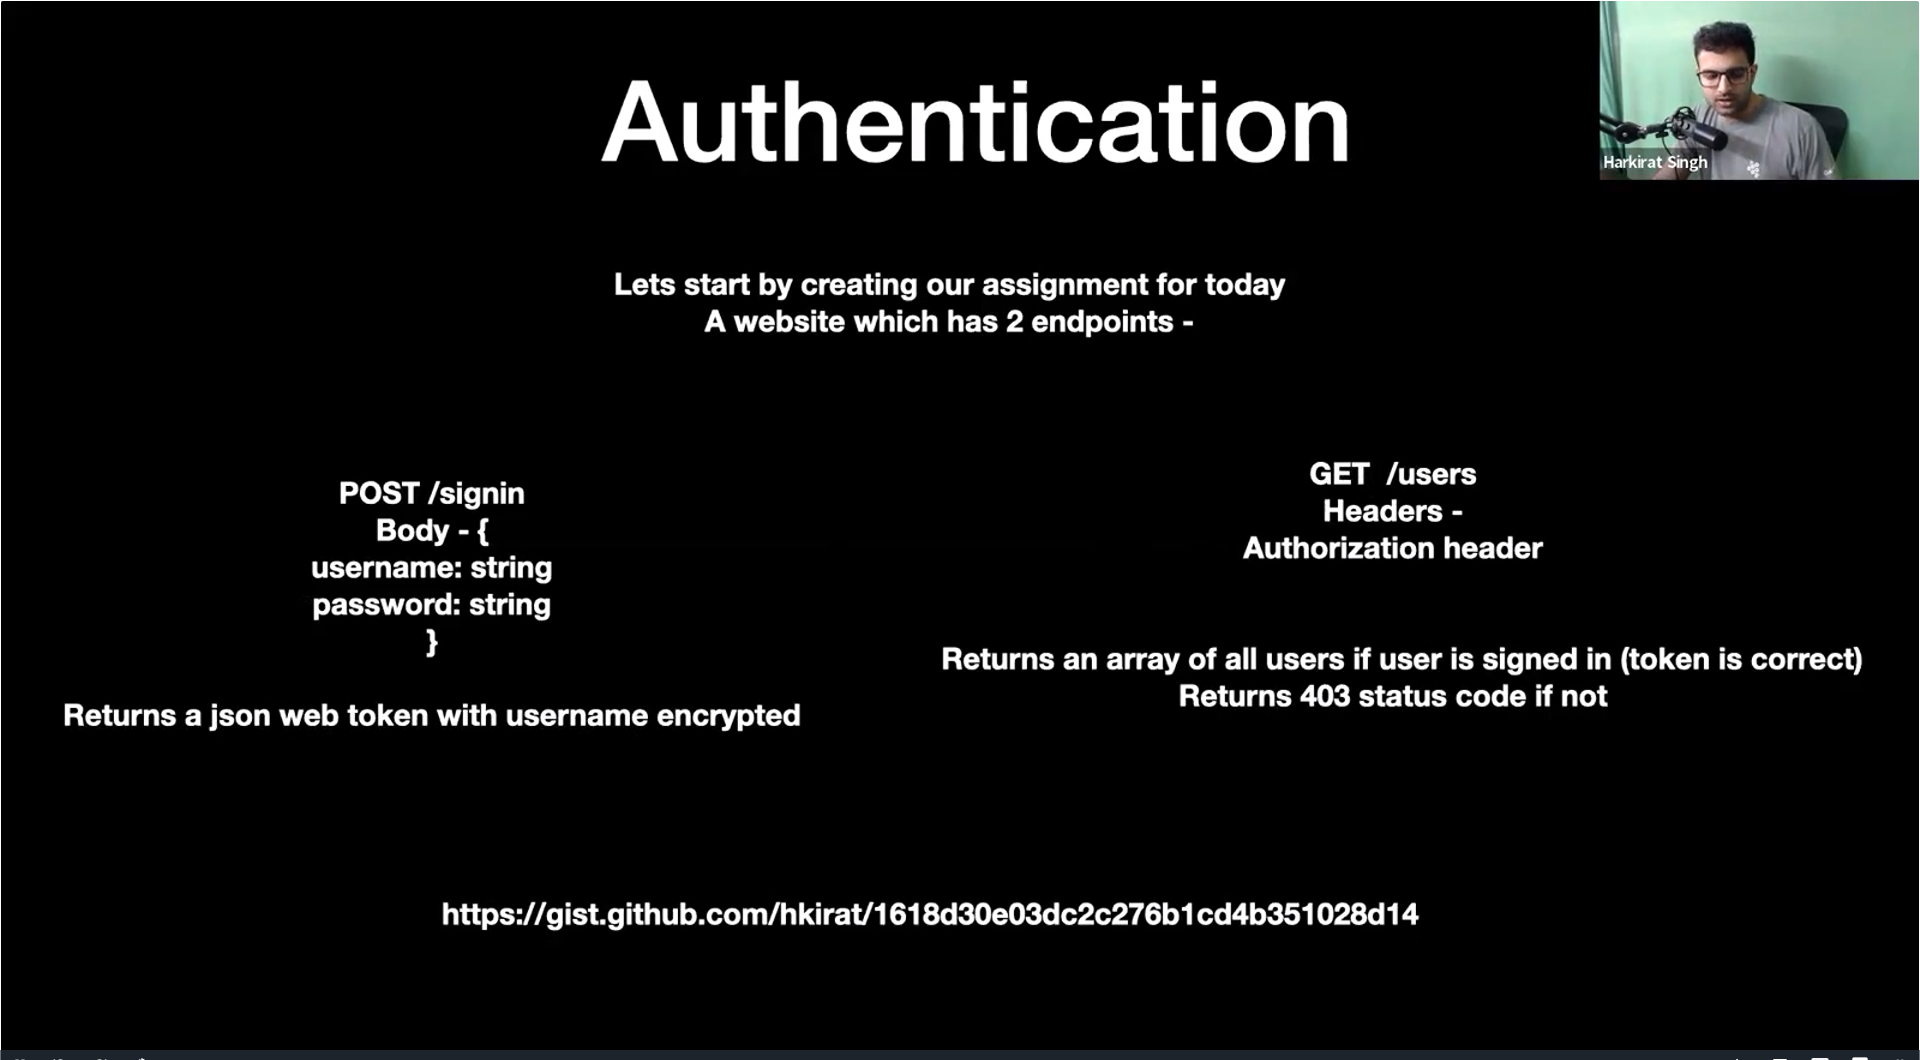 Authentication
Harkirat Singh
Lets start by creating our assignment for today
A website which has 2 endpoints -
POST /signin
Body - {
username: string
password: string
}
Returns a json web token with username encrypted
GET /users
Headers -
Authorization header
Returns an array of all users if user is signed in (token is correct)
Returns 403 status code if not
https://gist.github.com/hkirat/1618d30e03dc2c276b1cd4b351028d14